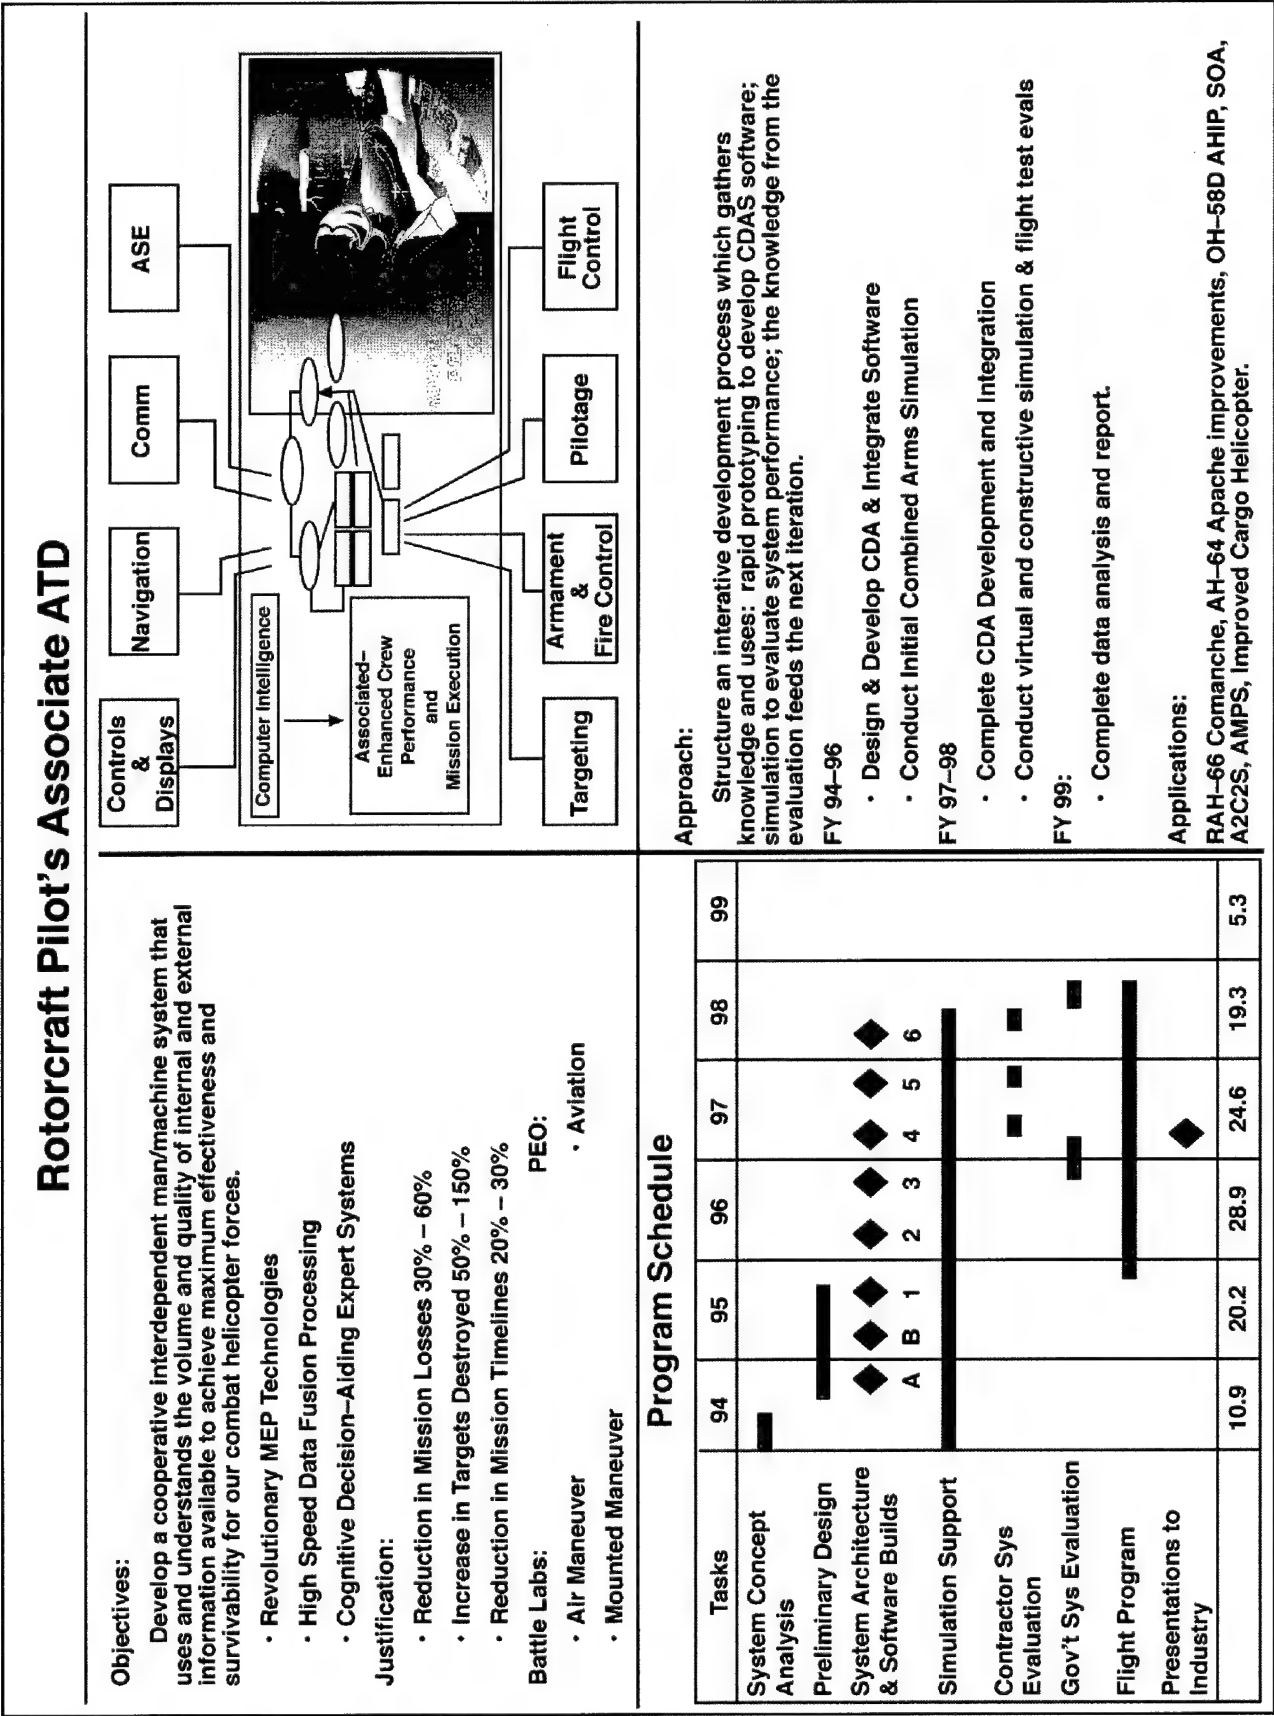 Rotorcraft Pilot's Associate ATD
Objectives:
Develop a cooperative interdependent man/machine system that
uses and understands the volume and quality of internal and external
information available to achieve maximum effectiveness and
survivability for our combat helicopter forces.
• Revolutionary MEP Technologies
• High Speed Data Fusion Processing
• Cognitive Decision–Aiding Expert Systems
Justification:
• Reduction in Mission Losses 30% – 60%
• Increase in Targets Destroyed 50% – 150%
• Reduction in Mission Timelines 20% – 30%
Battle Labs: PEO:
• Air Maneuver • Aviation
• Mounted Maneuver
Controls
&
Displays
Navigation
Comm
ASE
Computer Intelligence
Associated–
Enhanced Crew
Performance
and
Mission Execution
Targeting
Armament
&
Fire Control
Pilotage
Flight
Control
Program Schedule
Tasks 94 95 96 97 98 99
System Concept
Analysis
Preliminary Design
System Architecture
& Software Builds
A B 1 2 3 4 5 6
Simulation Support
Contractor Sys
Evaluation
Gov't Sys Evaluation
Flight Program
Presentations to
Industry
10.9 20.2 28.9 24.6 19.3 5.3
Approach:
Structure an interative development process which gathers
knowledge and uses: rapid prototyping to develop CDAS software;
simulation to evaluate system performance; the knowledge from the
evaluation feeds the next iteration.
FY 94–96
• Design & Develop CDA & Integrate Software
• Conduct Initial Combined Arms Simulation
FY 97–98
• Complete CDA Development and Integration
• Conduct virtual and constructive simulation & flight test evals
FY 99:
• Complete data analysis and report.
Applications:
RAH–66 Comanche, AH–64 Apache improvements, OH–58D AHIP, SOA,
A2C2S, AMPS, Improved Cargo Helicopter.